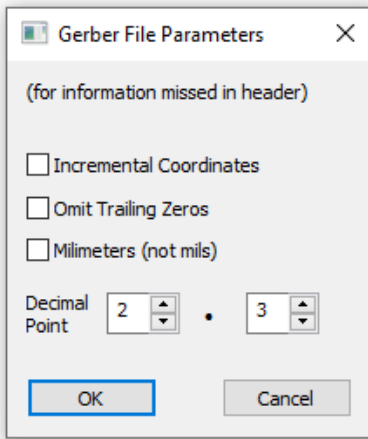 Gerber File Parameters
(for information missed in header)
Incremental Coordinates
Omit Trailing Zeros
Milimeters (not mils)
Decimal
Point
2 . 3
OK Cancel